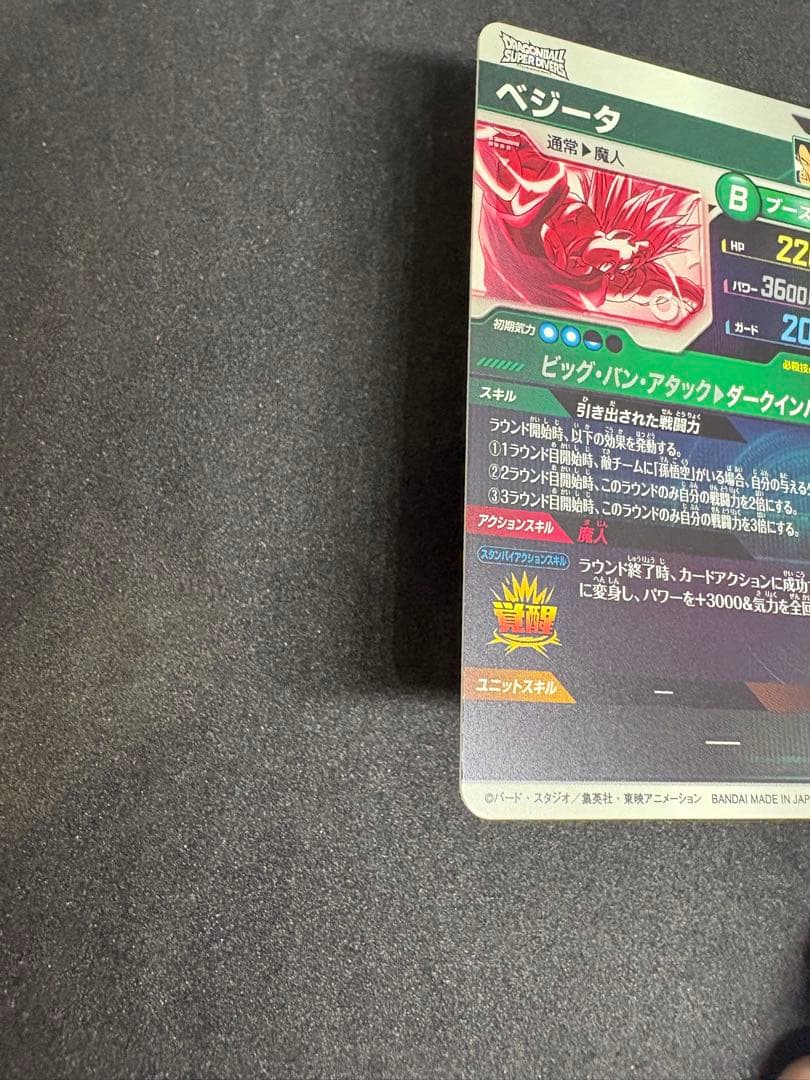 DRAGONBALL
SUPER DIVERS
ベジータ
通常▶魔人
B ブース
HP 22
パワー 3600
ガード 20
初期気力
必殺技
ビッグ・バン・アタック▶ダークイン
スキル 引き出された戦闘力
ラウンド開始時、以下の効果を発動する。
①1ラウンド目開始時、敵チームに「孫悟空」がいる場合、自分の与える
②2ラウンド目開始時、このラウンドのみ自分の戦闘力を2倍にする。
③3ラウンド目開始時、このラウンドのみ自分の戦闘力を3倍にする。
アクションスキル 魔人
スタンバイアクションスキル
覚醒
ラウンド終了時、カードアクションに成功
に変身し、パワーを+3000&気力を全回
ユニットスキル —
—
©バード・スタジオ／集英社・東映アニメーション BANDAI MADE IN JAP